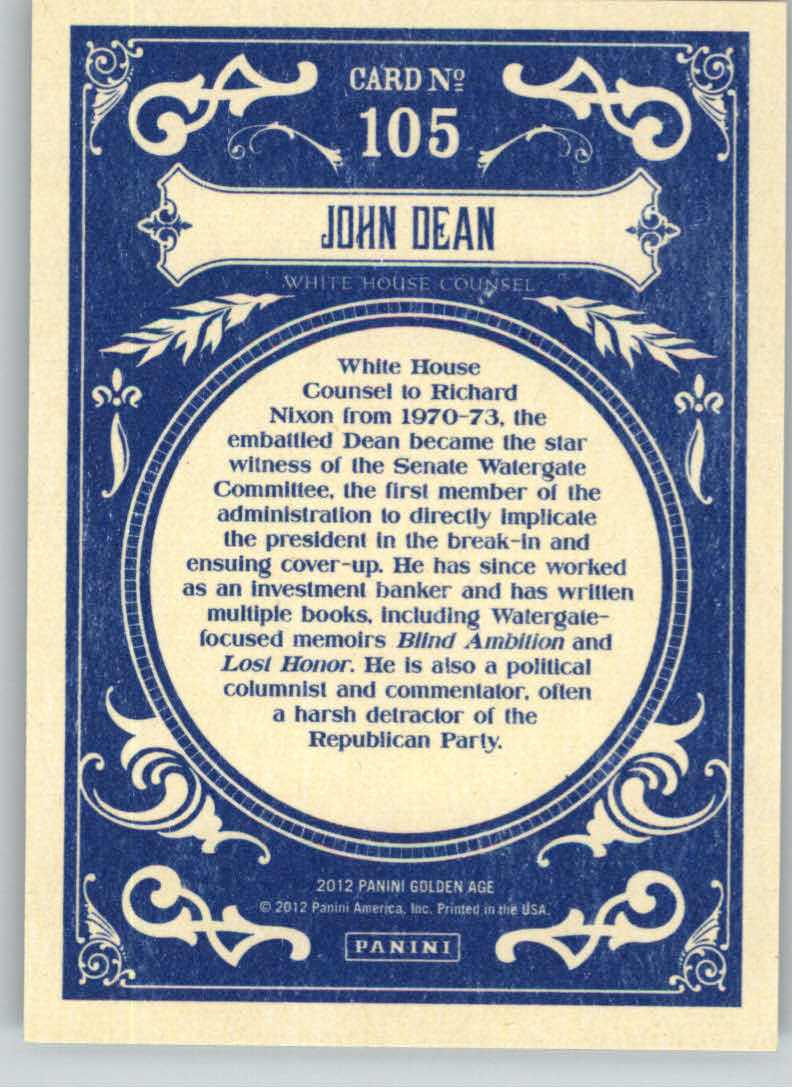 CARD Nº
105
JOHN DEAN
WHITE HOUSE COUNSEL
White House
Counsel to Richard
Nixon from 1970-73, the
embattled Dean became the star
witness of the Senate Watergate
Committee, the first member of the
administration to directly implicate
the president in the break-in and
ensuing cover-up. He has since worked
as an investment banker and has written
multiple books, including Watergate-
focused memoirs Blind Ambition and
Lost Honor. He is also a political
columnist and commentator, often
a harsh detractor of the
Republican Party.
2012 PANINI GOLDEN AGE
© 2012 Panini America, Inc. Printed in the USA.
PANINI